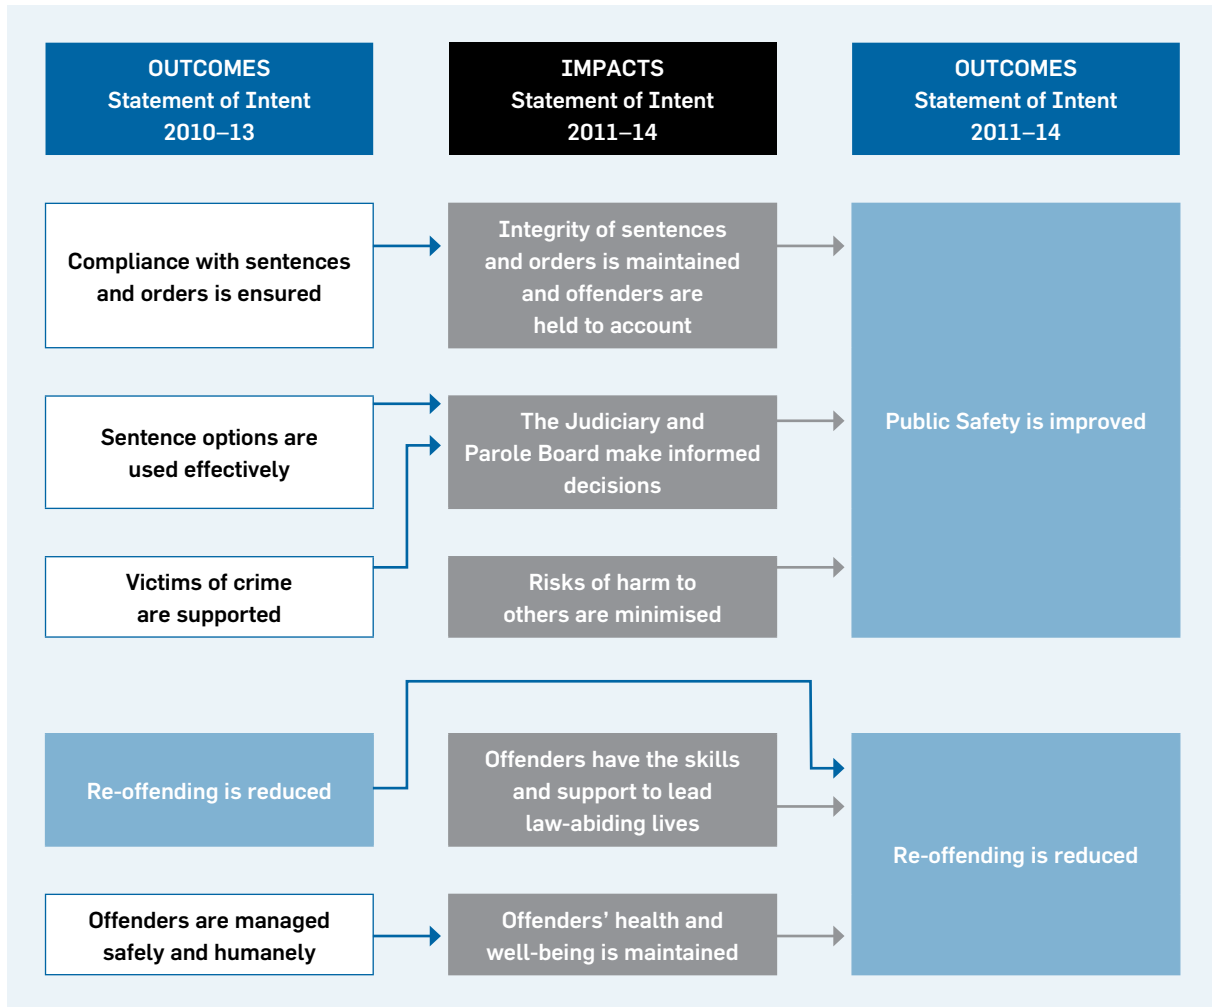 OUTCOMES
Statement of Intent
2010–13
IMPACTS
Statement of Intent
2011–14
OUTCOMES
Statement of Intent
2011–14
Compliance with sentences
and orders is ensured
Integrity of sentences
and orders is maintained
and offenders are
held to account
Public Safety is improved
Sentence options are
used effectively
The Judiciary and
Parole Board make informed
decisions
Victims of crime
are supported
Risks of harm to
others are minimised
Re-offending is reduced
Offenders have the skills
and support to lead
law-abiding lives
Re-offending is reduced
Offenders are managed
safely and humanely
Offenders’ health and
well-being is maintained